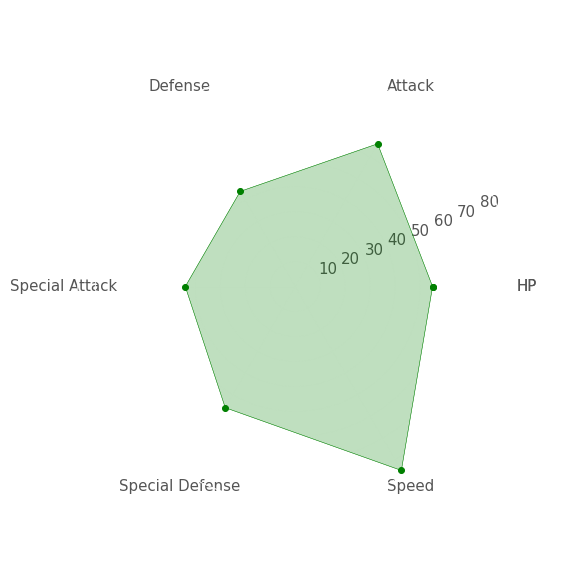 Defense
Attack
80
70
60
50
40
30
20
10
Special Attack
HP
Special Defense
Speed